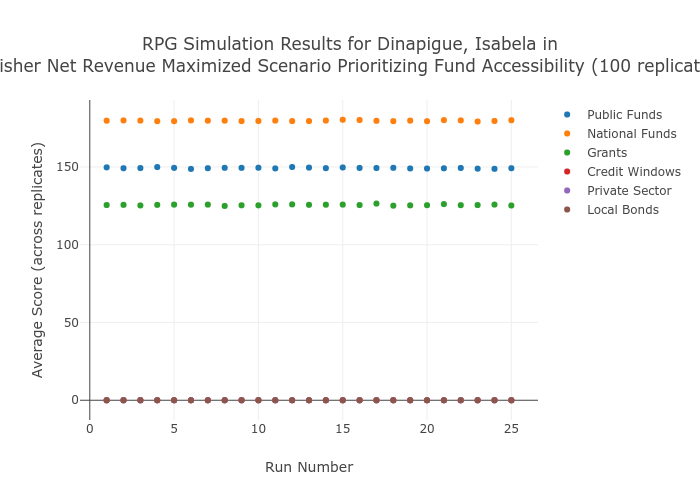 RPG Simulation Results for Dinapigue, Isabela in
Net Revenue Maximized Scenario Prioritizing Fund Accessibility (100
Public Funds
National Funds
Grants
Credit Windows
Private Sector
Local Bonds
Average Score (across replicates)
150
100
50
0
0
5
10
15
20
25
Run Number